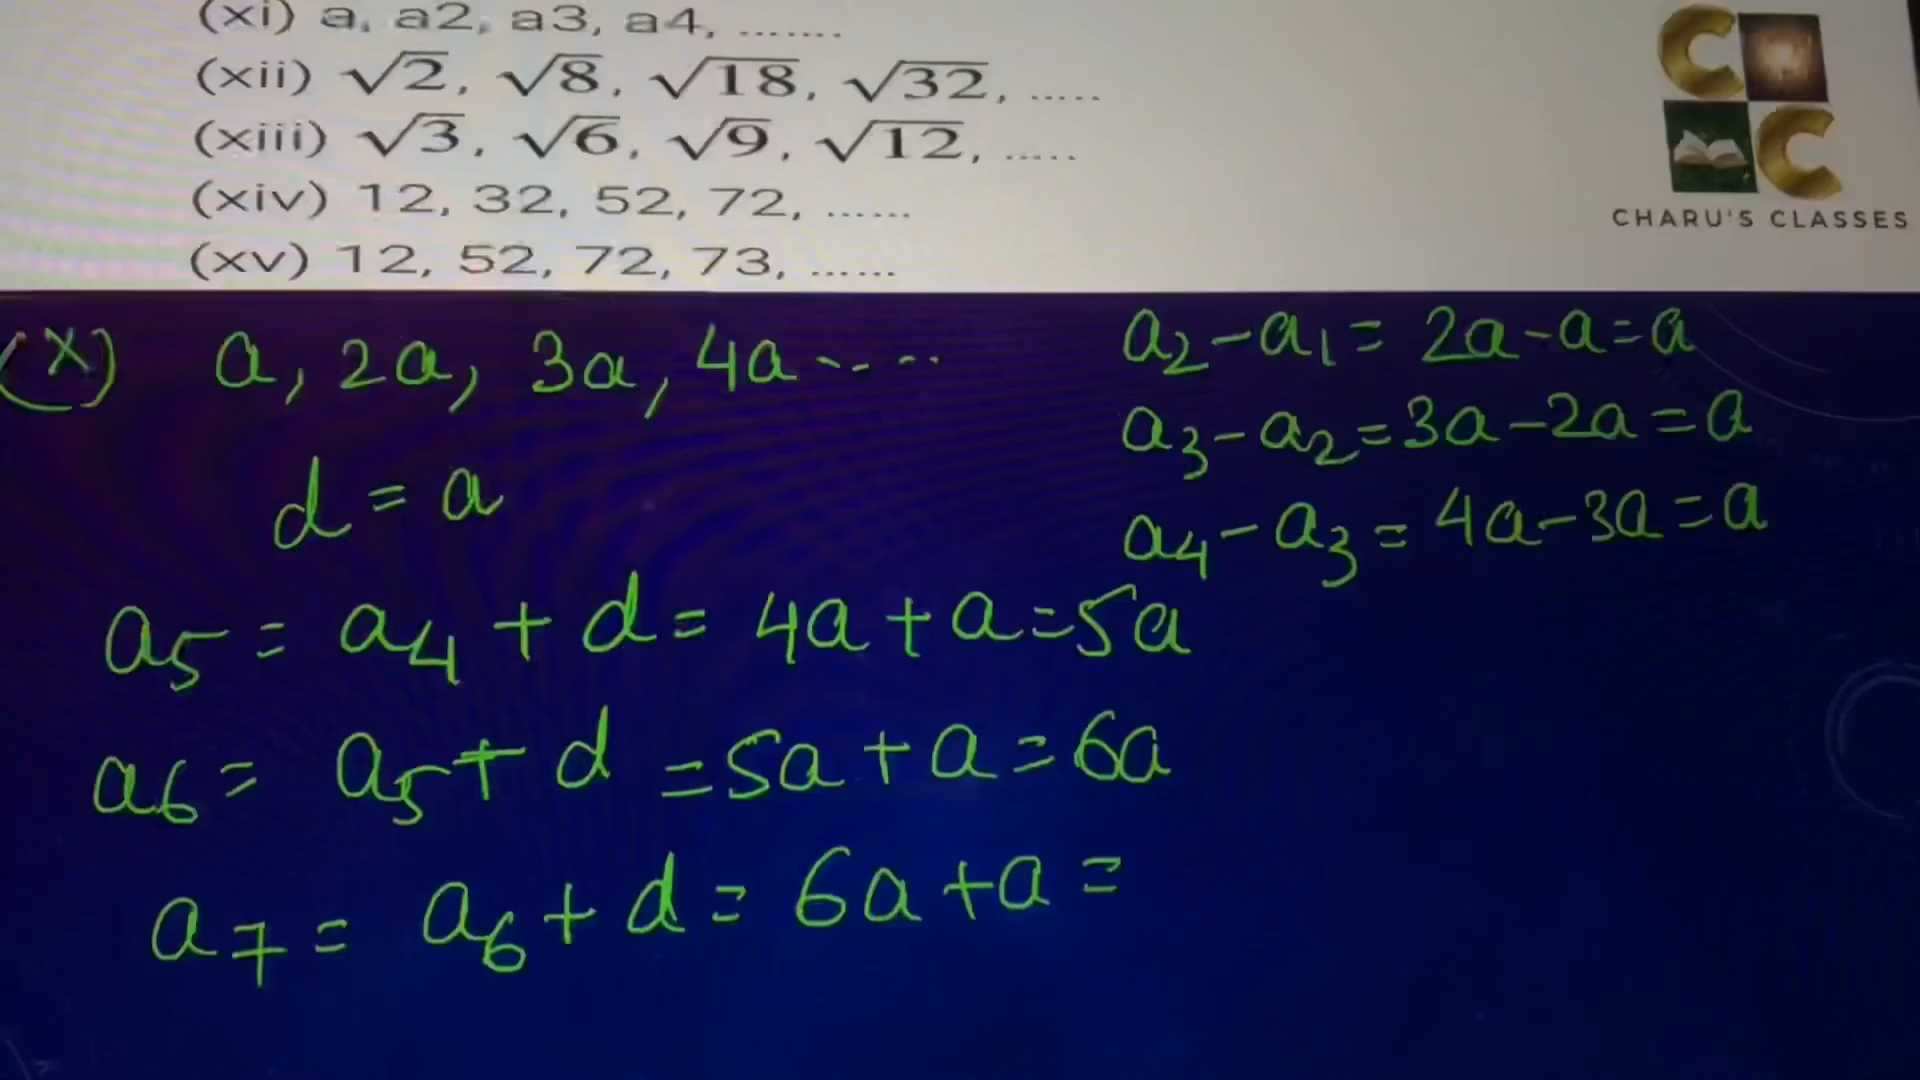 (xi) a, a2, a3, a4, .......
(xii) √2, √8, √18, √32, .....
(xiii) √3, √6, √9, √12, .....
(xiv) 12, 32, 52, 72, ......
(xv) 12, 52, 72, 73, ......
C C
CHARU'S CLASSES
(x) a, 2a, 3a, 4a -----
d = a
a2 - a1 = 2a - a = a
a3 - a2 = 3a - 2a = a
a4 - a3 = 4a - 3a = a
a5 = a4 + d = 4a + a = 5a
a6 = a5 + d = 5a + a = 6a
a7 = a6 + d = 6a + a =